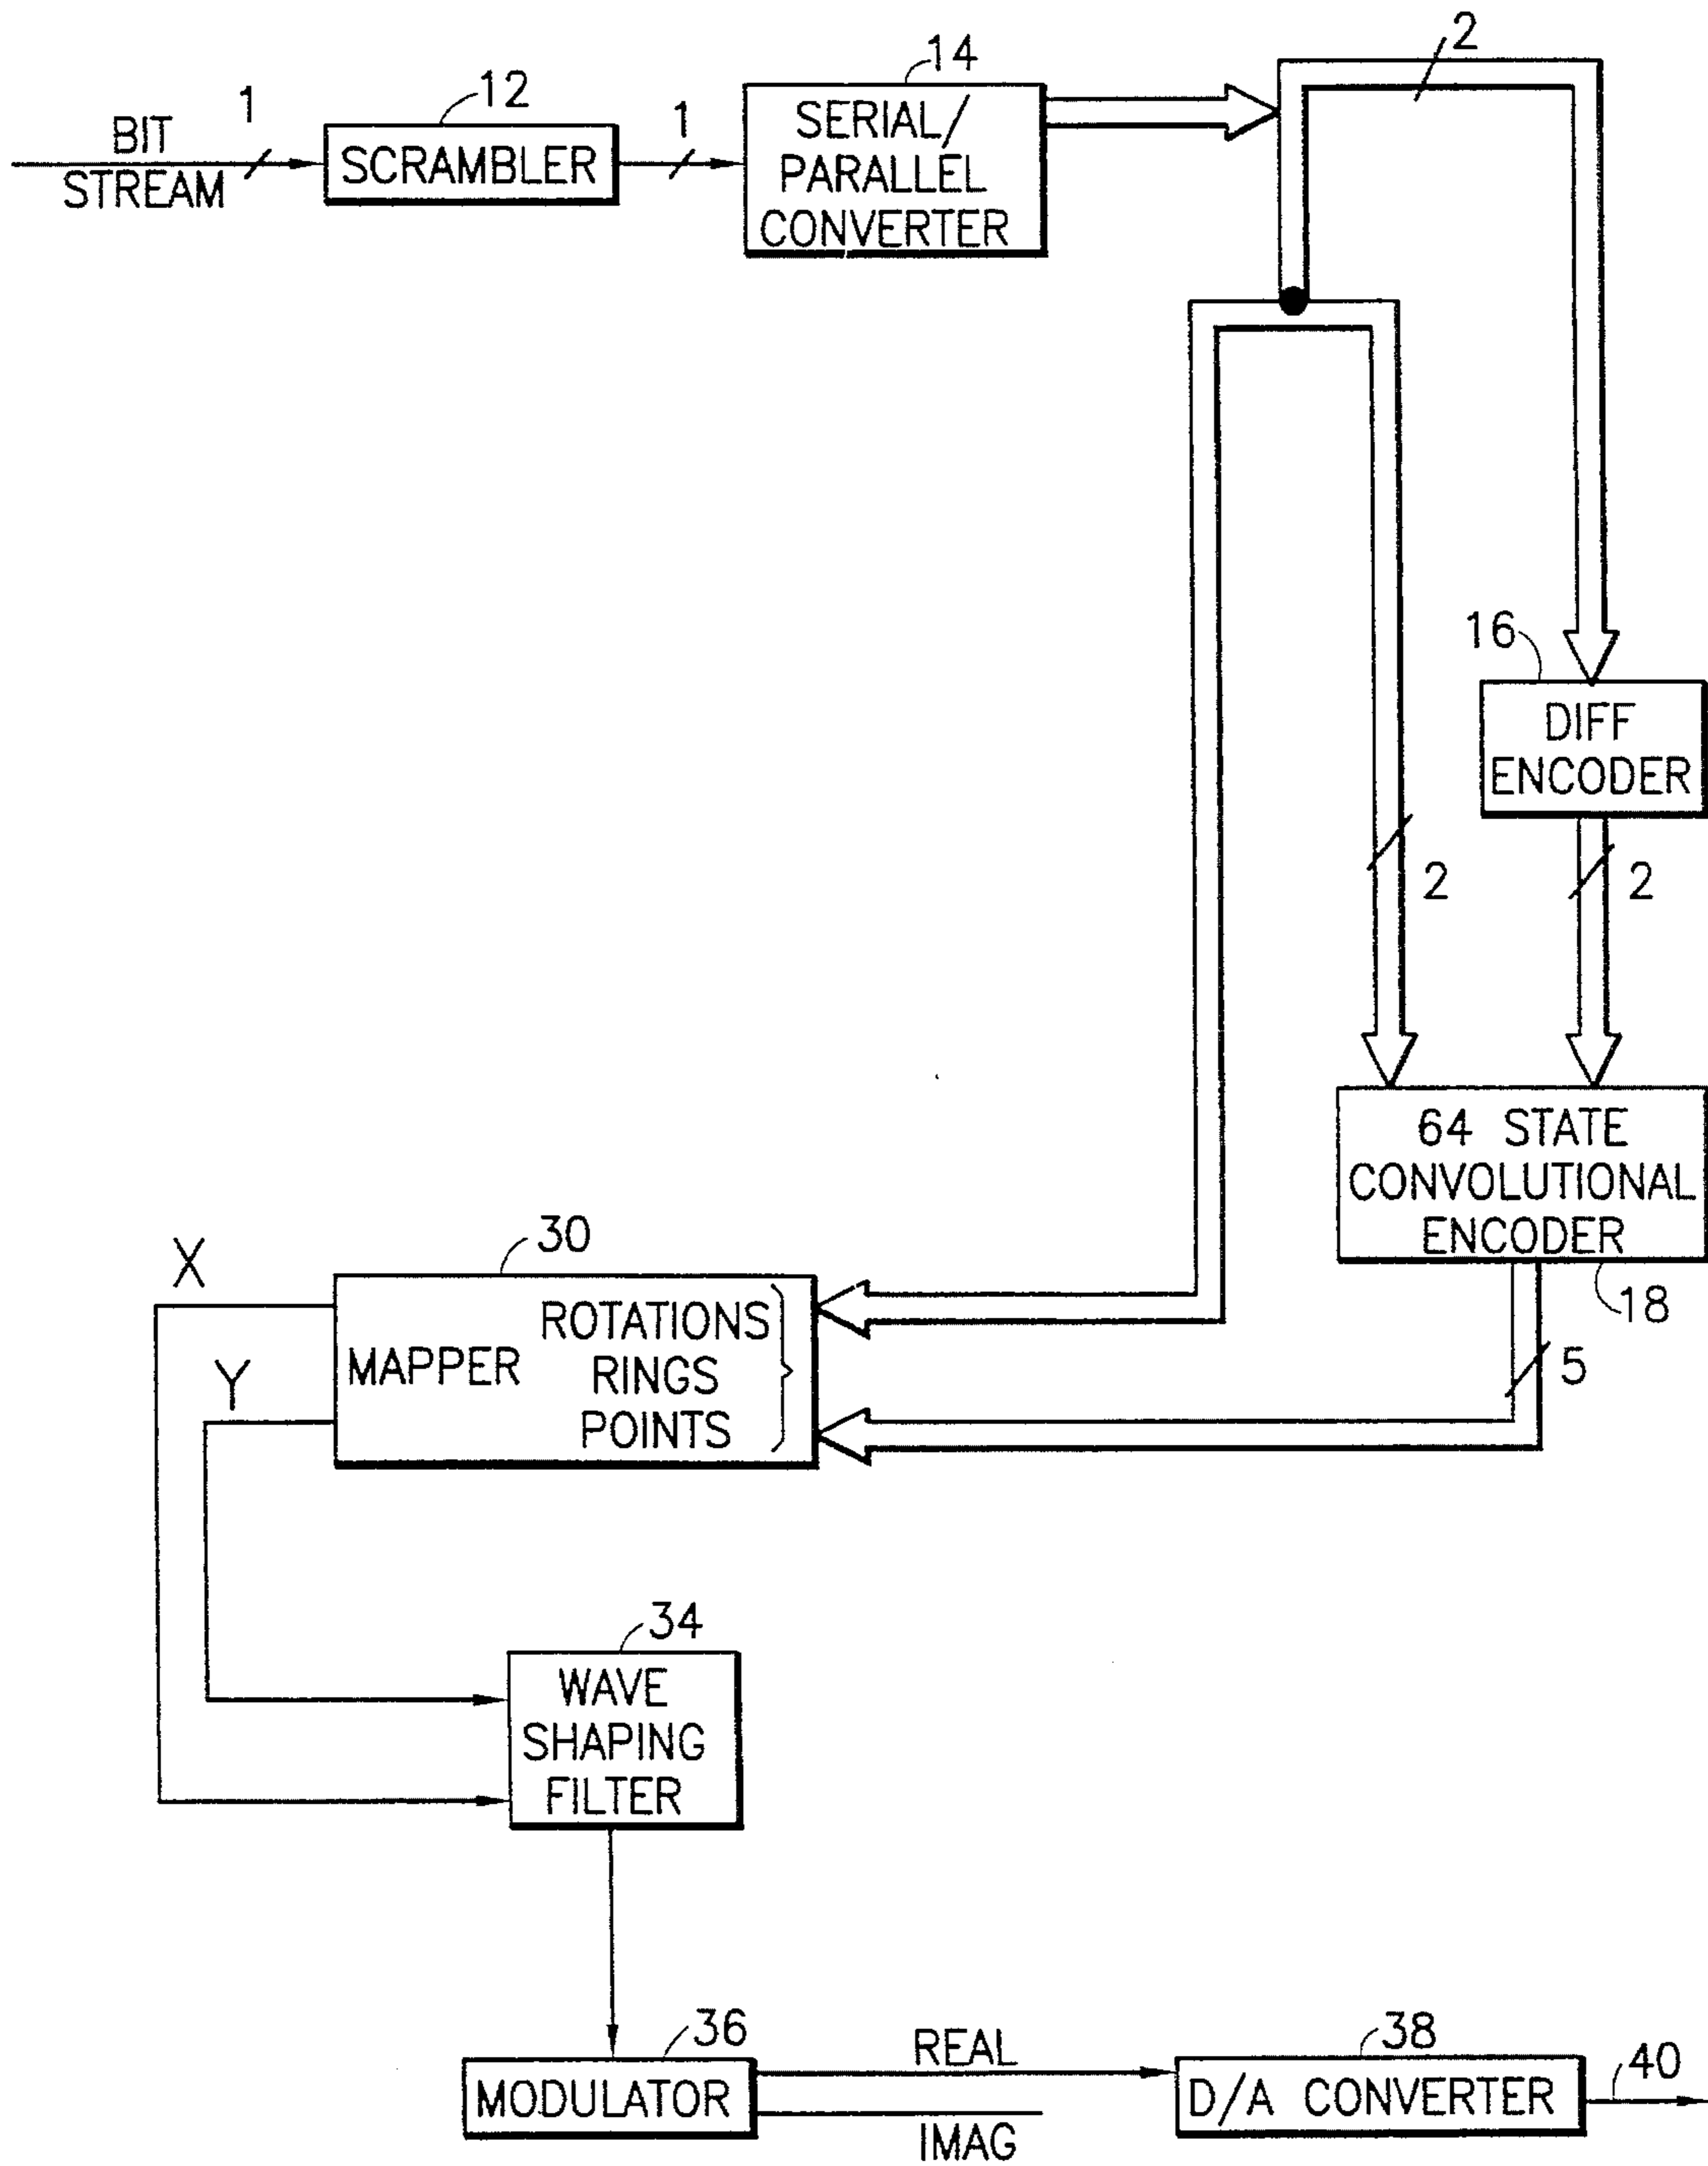 2
14
12
1
1
BIT
STREAM
SCRAMBLER
SERIAL/
PARALLEL
CONVERTER
16
DIFF
ENCODER
2
2
64 STATE
CONVOLUTIONAL
ENCODER
18
5
30
X
Y
MAPPER
ROTATIONS
RINGS
POINTS
34
WAVE
SHAPING
FILTER
36
MODULATOR
REAL
IMAG
38
D/A CONVERTER
40